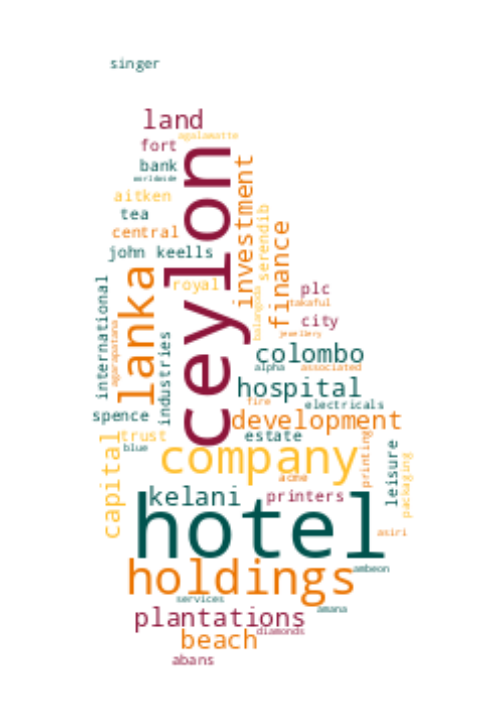 singer
land
agalawatte
fort
bank
worldwide
ceylon
investment
aitken
tea
serendib
central
finance
john keells
lanka
royal
international
plc
takaful
balangoda
city
agarapatana
industries
jewellery
colombo
alpha
associated
hospital
fire
electricals
spence
development
capital
trust
estate
blue
company
printing
leisure
packaging
acme
kelani
printers
hotel
asiri
holdings
ambeon
services
amana
plantations
diamonds
beach
abans